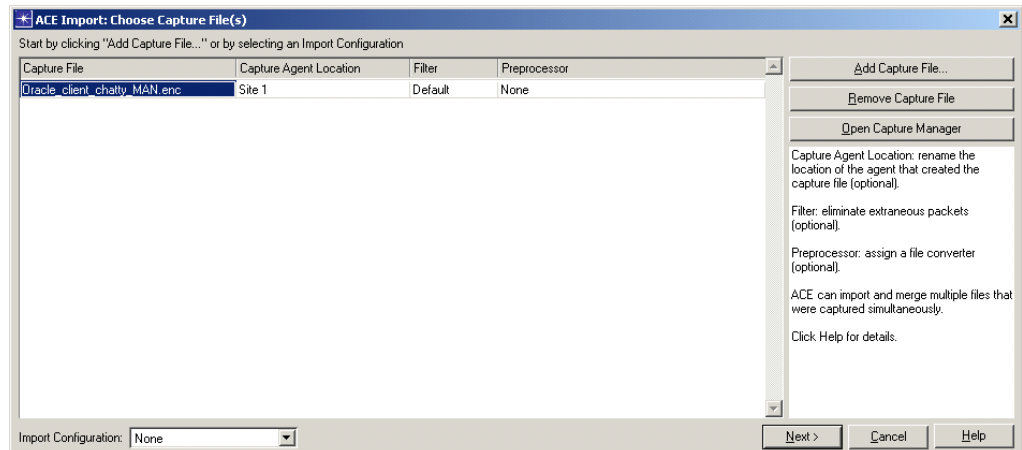 ACE Import: Choose Capture File(s)
Start by clicking "Add Capture File..." or by selecting an Import Configuration
Capture File Capture Agent Location Filter Preprocessor
Oracle_client_chatty_MAN.enc Site 1 Default None
Add Capture File...
Remove Capture File
Open Capture Manager
Capture Agent Location: rename the
location of the agent that created the
capture file (optional).
Filter: eliminate extraneous packets
(optional).
Preprocessor: assign a file converter
(optional).
ACE can import and merge multiple files that
were captured simultaneously.
Click Help for details.
Import Configuration: None
Next > Cancel Help